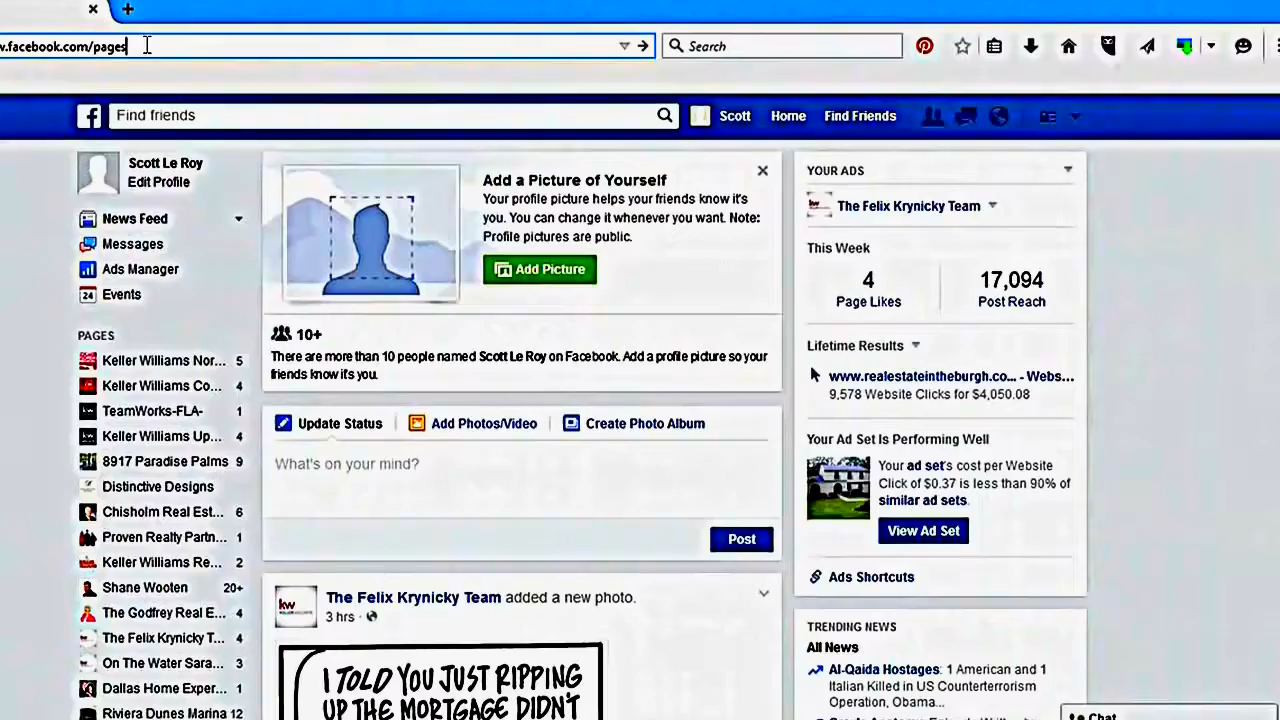 w.facebook.com/pages
Search
Find friends
Scott
Home
Find Friends
Scott Le Roy
Edit Profile
News Feed
Messages
Ads Manager
24 Events
PAGES
Keller Williams Nor... 5
Keller Williams Co... 4
TeamWorks-FLA- 1
Keller Williams Up... 4
8917 Paradise Palms 9
Distinctive Designs
Chisholm Real Est... 6
Proven Realty Partn... 1
Keller Williams Re... 2
Shane Wooten 20+
The Godfrey Real E... 4
The Felix Krynicky T... 4
On The Water Sara... 3
Dallas Home Exper... 1
Riviera Dunes Marina 12
Add a Picture of Yourself
Your profile picture helps your friends know it's
you. You can change it whenever you want. Note:
Profile pictures are public.
Add Picture
10+
There are more than 10 people named Scott Le Roy on Facebook. Add a profile picture so your
friends know it's you.
Update Status
Add Photos/Video
Create Photo Album
What's on your mind?
Post
kw
The Felix Krynicky Team added a new photo.
3 hrs ·
I TOLD YOU JUST RIPPING
UP THE MORTGAGE DIDN'T
YOUR ADS
kw
The Felix Krynicky Team
This Week
4
Page Likes
17,094
Post Reach
Lifetime Results
www.realestateintheburgh.co... - Webs...
9,578 Website Clicks for $4,050.08
Your Ad Set Is Performing Well
Your ad set's cost per Website
Click of $0.37 is less than 90% of
similar ad sets.
View Ad Set
Ads Shortcuts
TRENDING NEWS
All News
Al-Qaida Hostages: 1 American and 1
Italian Killed in US Counterterrorism
Operation, Obama...
Chat